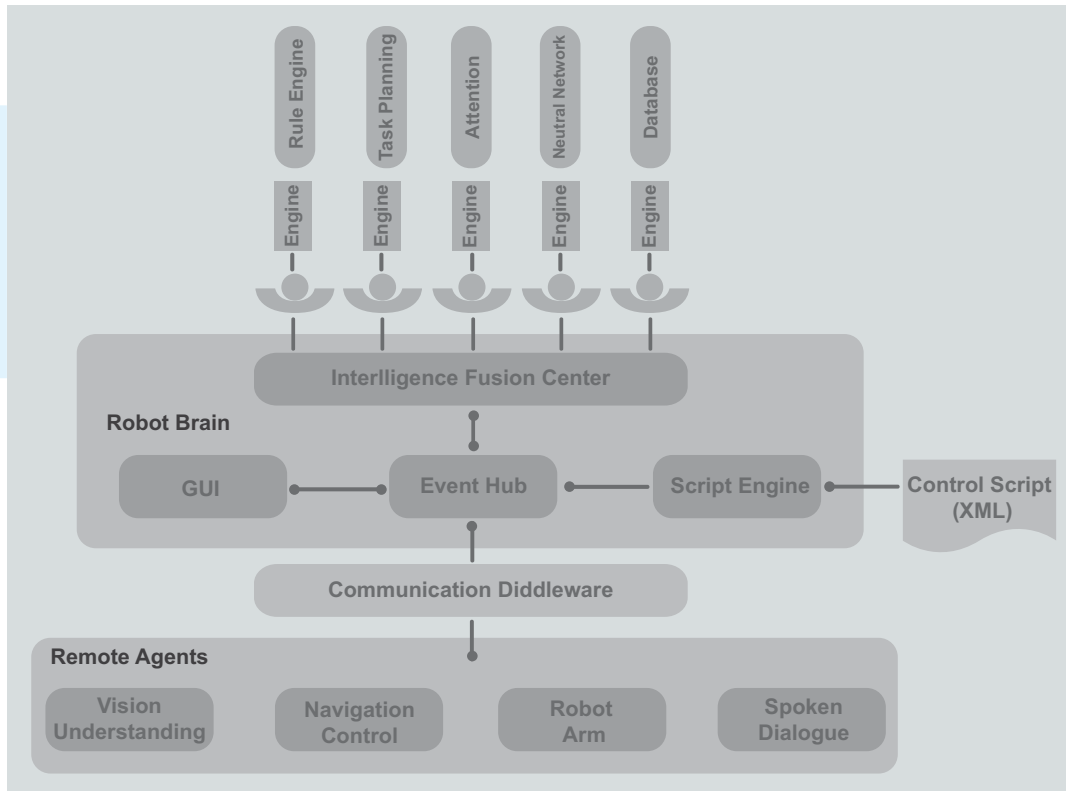 Rule Engine
Task Planning
Attention
Neutral Network
Database
Engine
Engine
Engine
Engine
Engine
Interlligence Fusion Center
Robot Brain
GUI
Event Hub
Script Engine
Control Script
(XML)
Communication Diddleware
Remote Agents
Vision
Understanding
Navigation
Control
Robot
Arm
Spoken
Dialogue